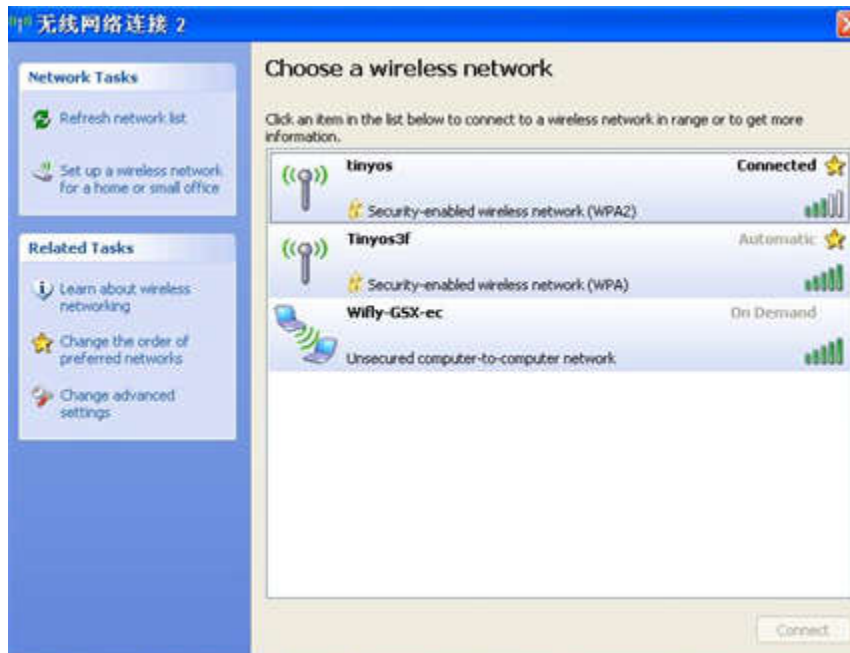 无线网络连接 2
Network Tasks
Refresh network list
Set up a wireless network
for a home or small office
Related Tasks
Learn about wireless
networking
Change the order of
preferred networks
Change advanced
settings
Choose a wireless network
Click an item in the list below to connect to a wireless network in range or to get more
information.
tinyos Connected
Security-enabled wireless network (WPA2)
Tinyos3f Automatic
Security-enabled wireless network (WPA)
Wifly-GSX-ec On Demand
Unsecured computer-to-computer network
Connect